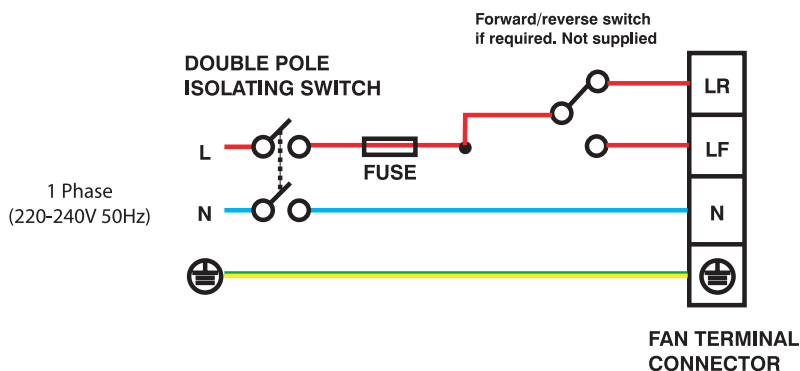 Forward/reverse switch
if required. Not supplied
DOUBLE POLE
ISOLATING SWITCH
LR
L
FUSE
LF
1 Phase
(220-240V 50Hz)
N
N
FAN TERMINAL
CONNECTOR